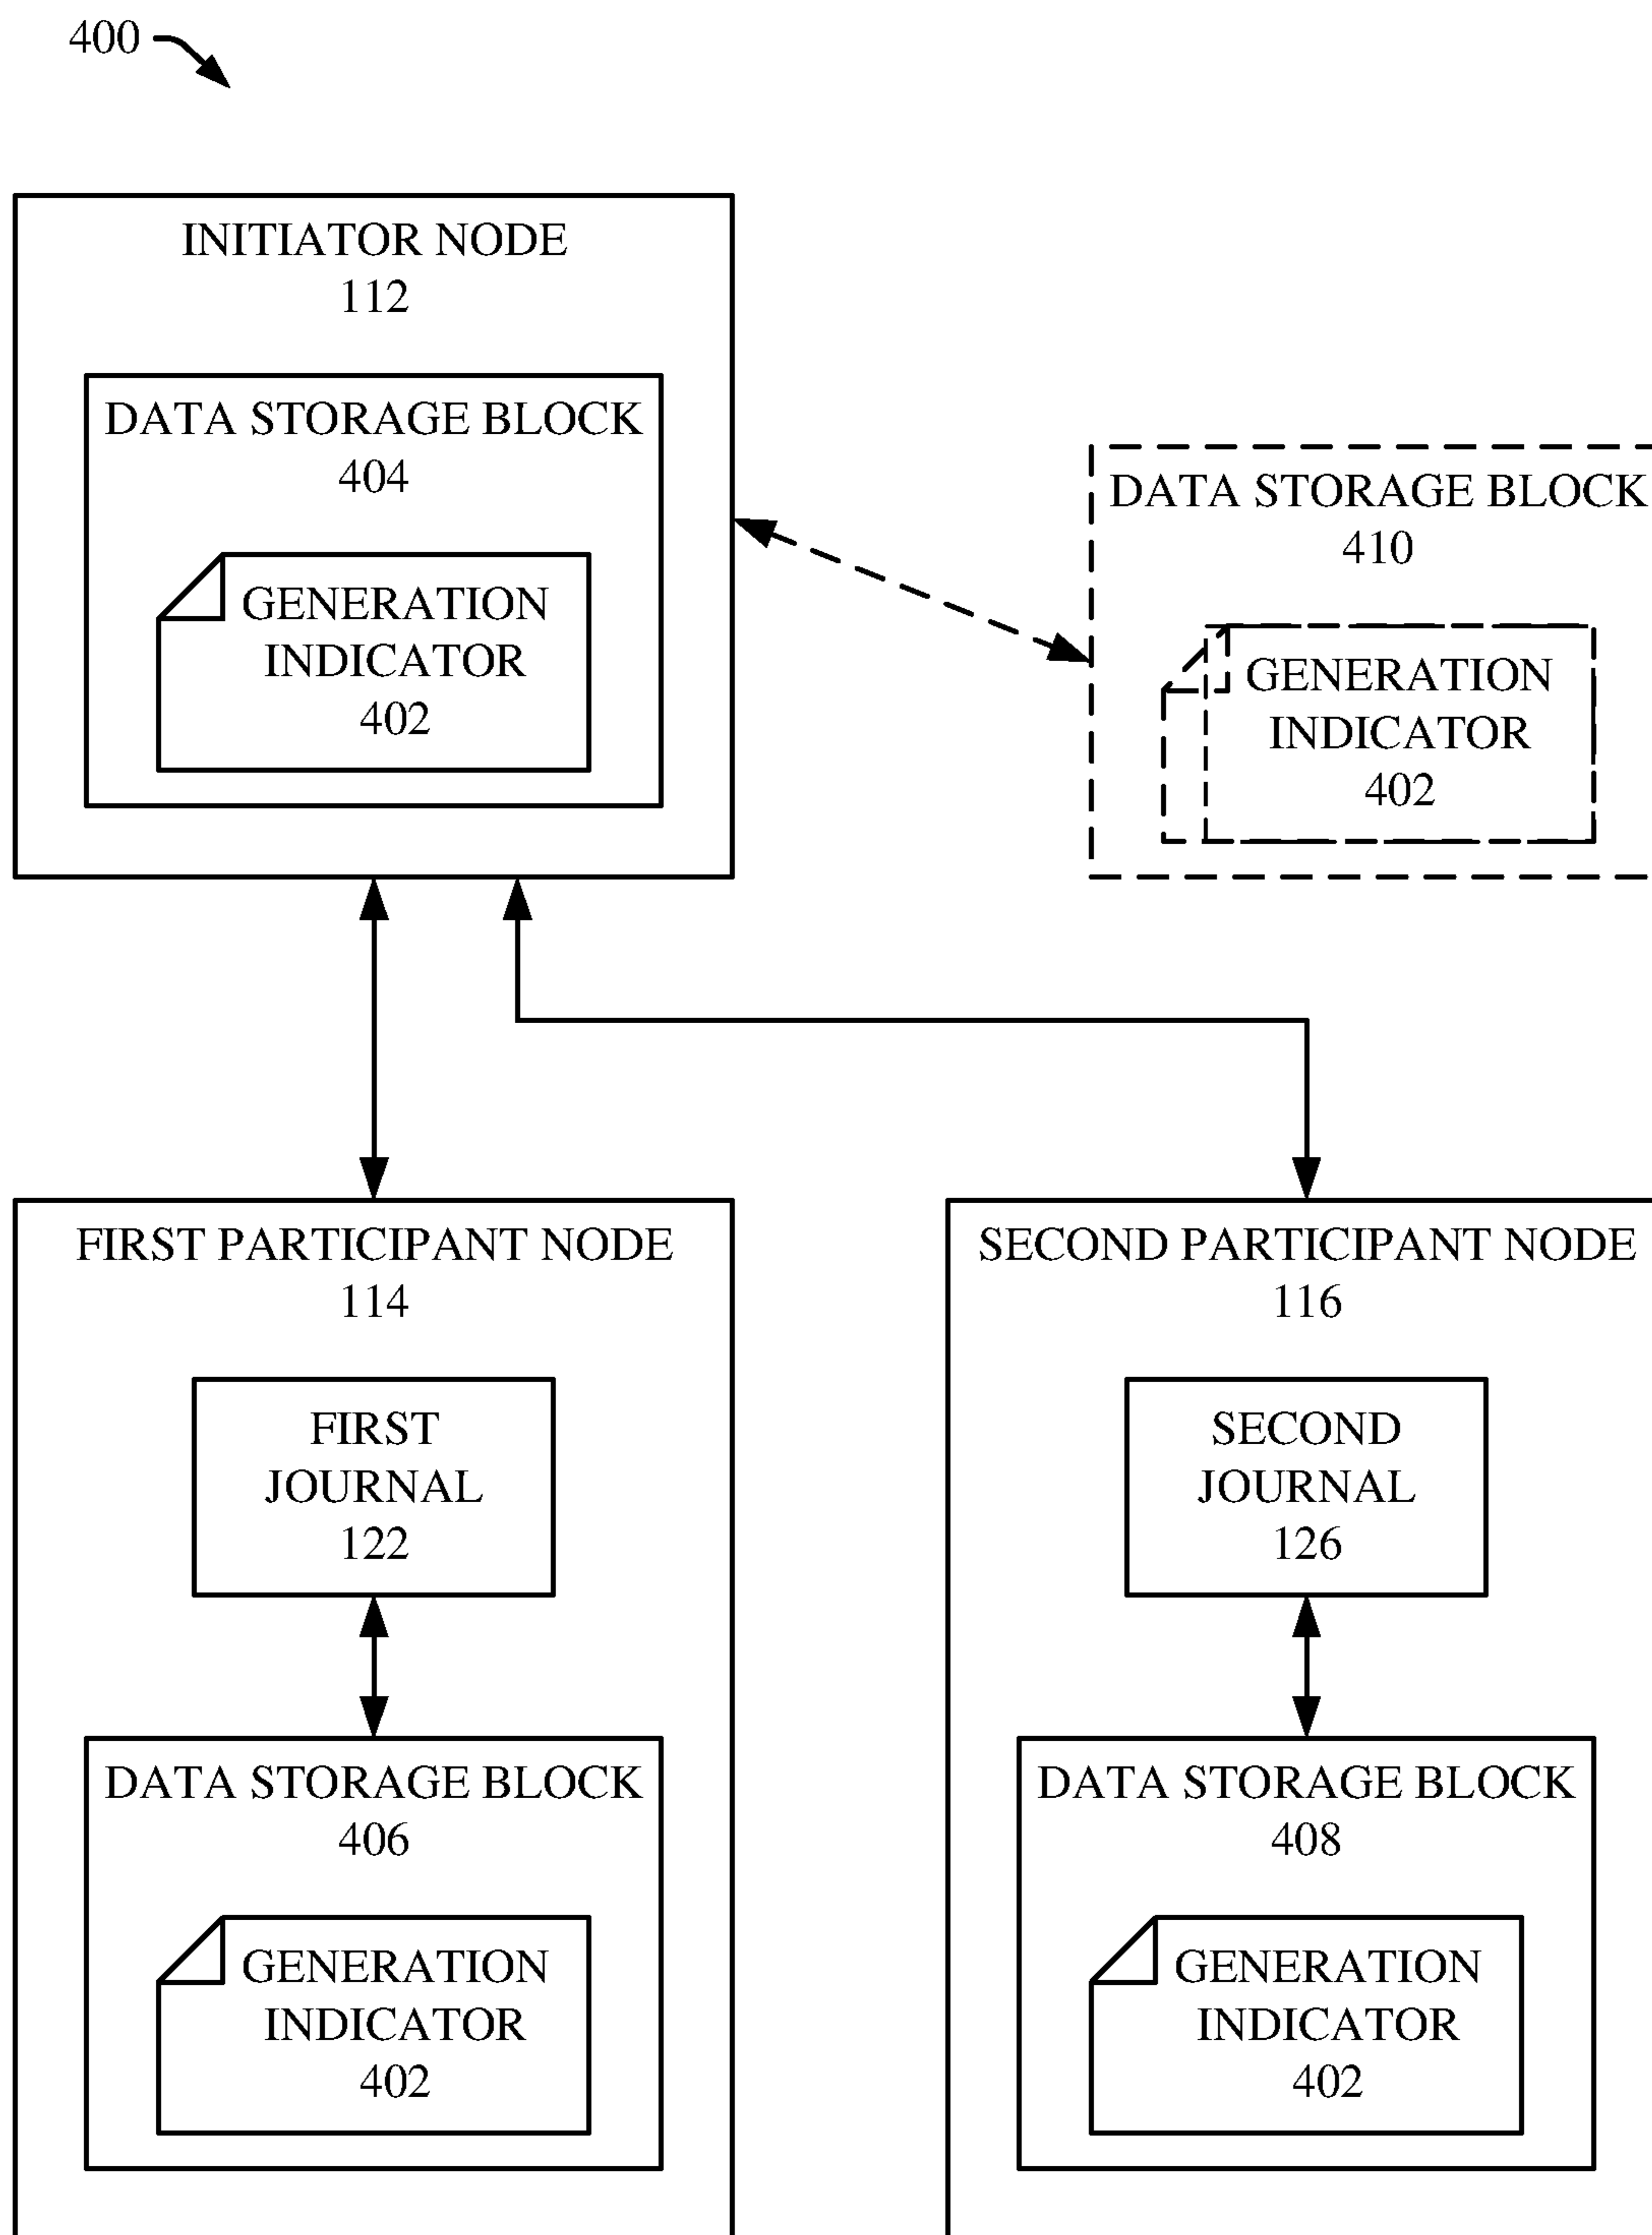 400
INITIATOR NODE
112
DATA STORAGE BLOCK
404
GENERATION
INDICATOR
402
DATA STORAGE BLOCK
410
GENERATION
INDICATOR
402
FIRST PARTICIPANT NODE
114
FIRST
JOURNAL
122
DATA STORAGE BLOCK
406
GENERATION
INDICATOR
402
SECOND PARTICIPANT NODE
116
SECOND
JOURNAL
126
DATA STORAGE BLOCK
408
GENERATION
INDICATOR
402